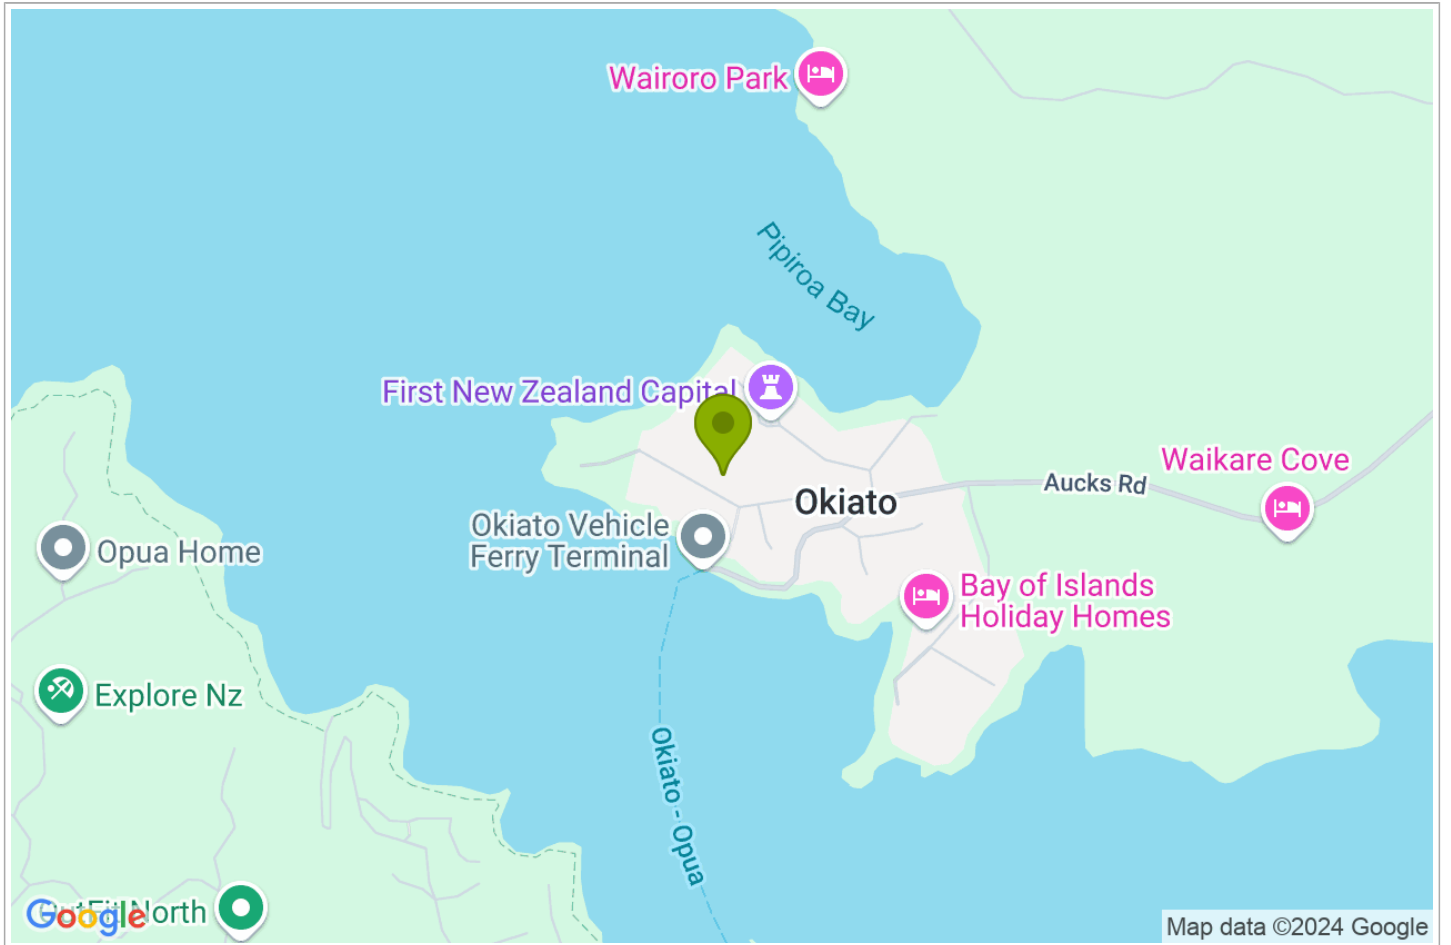 Wairoro Park
Pipiroa Bay
First New Zealand Capital
Waikare Cove
Aucks Rd
Okiato
Okiato Vehicle
Ferry Terminal
Opua Home
Bay of Islands
Holiday Homes
Explore Nz
Okiato - Opua
North
Google
Map data ©2024 Google